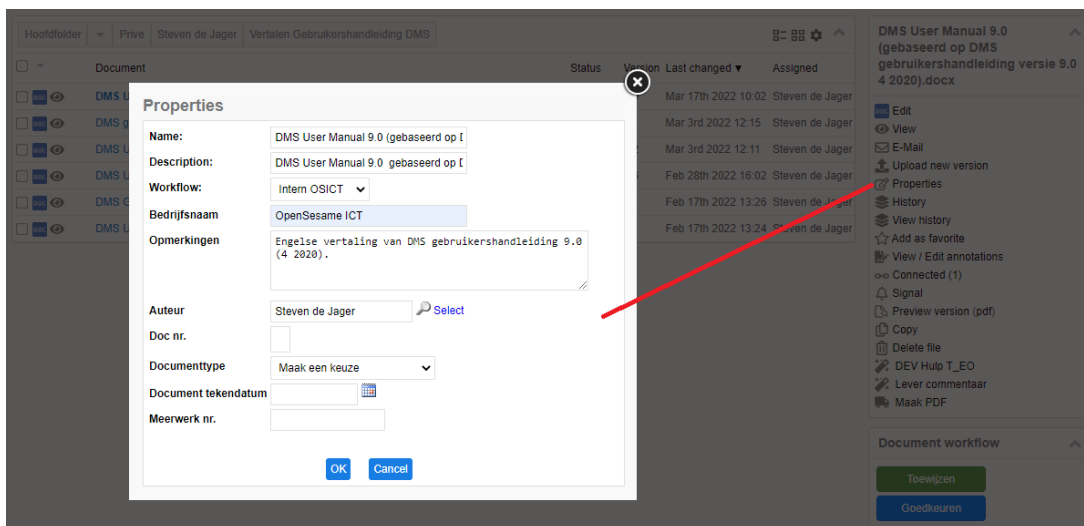 Hoofdfolder Prive Steven de Jager Vertalen Gebruikershandleiding DMS
Document Status Version Last changed ▼ Assigned
DMS U Mar 17th 2022 10:02 Steven de Jager
DMS g Mar 3rd 2022 12:15 Steven de Jager
DMS U Mar 3rd 2022 12:11 Steven de Jager
DMS U Feb 28th 2022 16:02 Steven de Jager
DMS G Feb 17th 2022 13:26 Steven de Jager
DMS U Feb 17th 2022 13:24 Steven de Jager
Properties
Name: DMS User Manual 9.0 (gebaseerd op D
Description: DMS User Manual 9.0 gebaseerd op D
Workflow: Intern OSICT
Bedrijfsnaam OpenSesame ICT
Opmerkingen Engelse vertaling van DMS gebruikershandleiding 9.0
(4 2020).
Auteur Steven de Jager Select
Doc nr.
Documenttype Maak een keuze
Document tekendatum
Meerwerk nr.
OK Cancel
DMS User Manual 9.0
(gebaseerd op DMS
gebruikershandleiding versie 9.0
4 2020).docx
Edit
View
E-Mail
Upload new version
Properties
History
View history
Add as favorite
View / Edit annotations
Connected (1)
Signal
Preview version (pdf)
Copy
Delete file
DEV Hulp T_EO
Lever commentaar
Maak PDF
Document workflow
Toewijzen
Goedkeuren